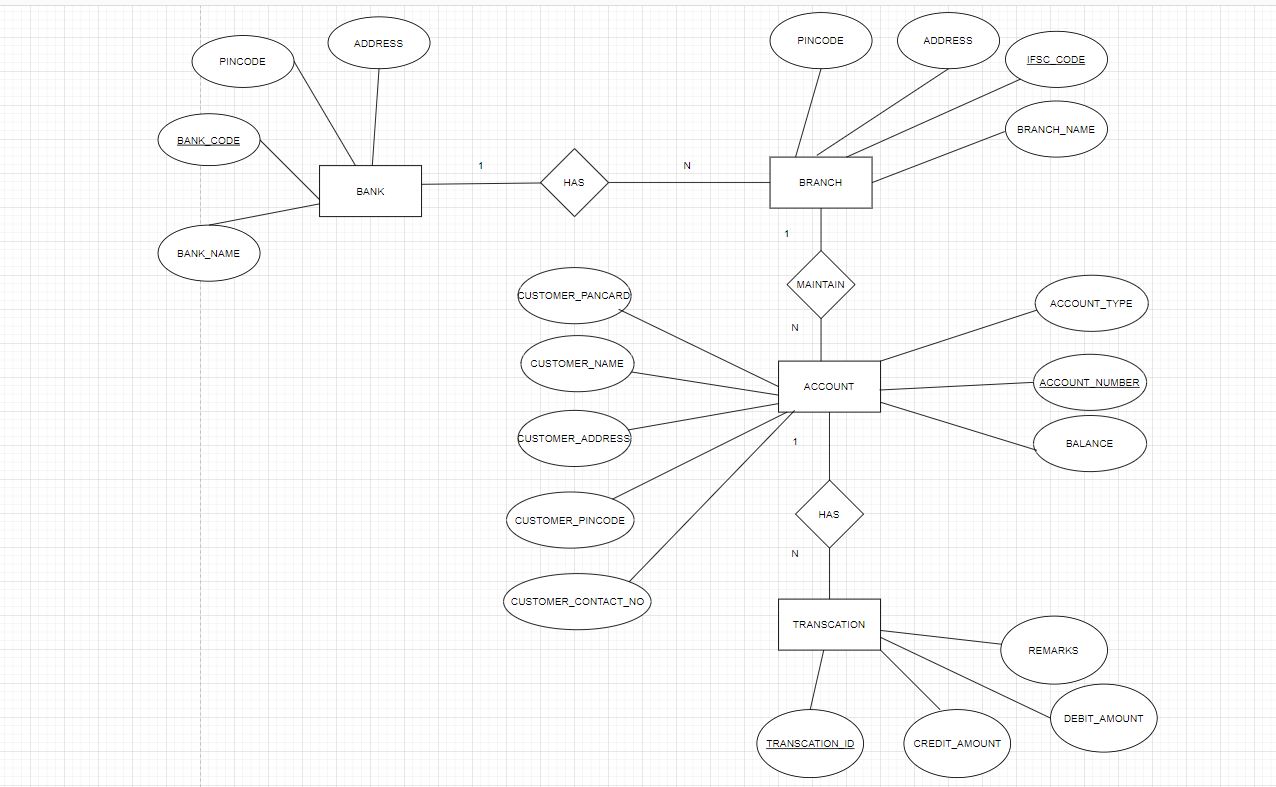 ADDRESS
PINCODE
BANK_CODE
BANK_NAME
BANK
1
HAS
N
PINCODE
ADDRESS
IFSC_CODE
BRANCH_NAME
BRANCH
1
MAINTAIN
N
CUSTOMER_PANCARD
CUSTOMER_NAME
CUSTOMER_ADDRESS
CUSTOMER_PINCODE
CUSTOMER_CONTACT_NO
ACCOUNT
ACCOUNT_TYPE
ACCOUNT_NUMBER
BALANCE
1
HAS
N
TRANSCATION
REMARKS
DEBIT_AMOUNT
CREDIT_AMOUNT
TRANSCATION_ID